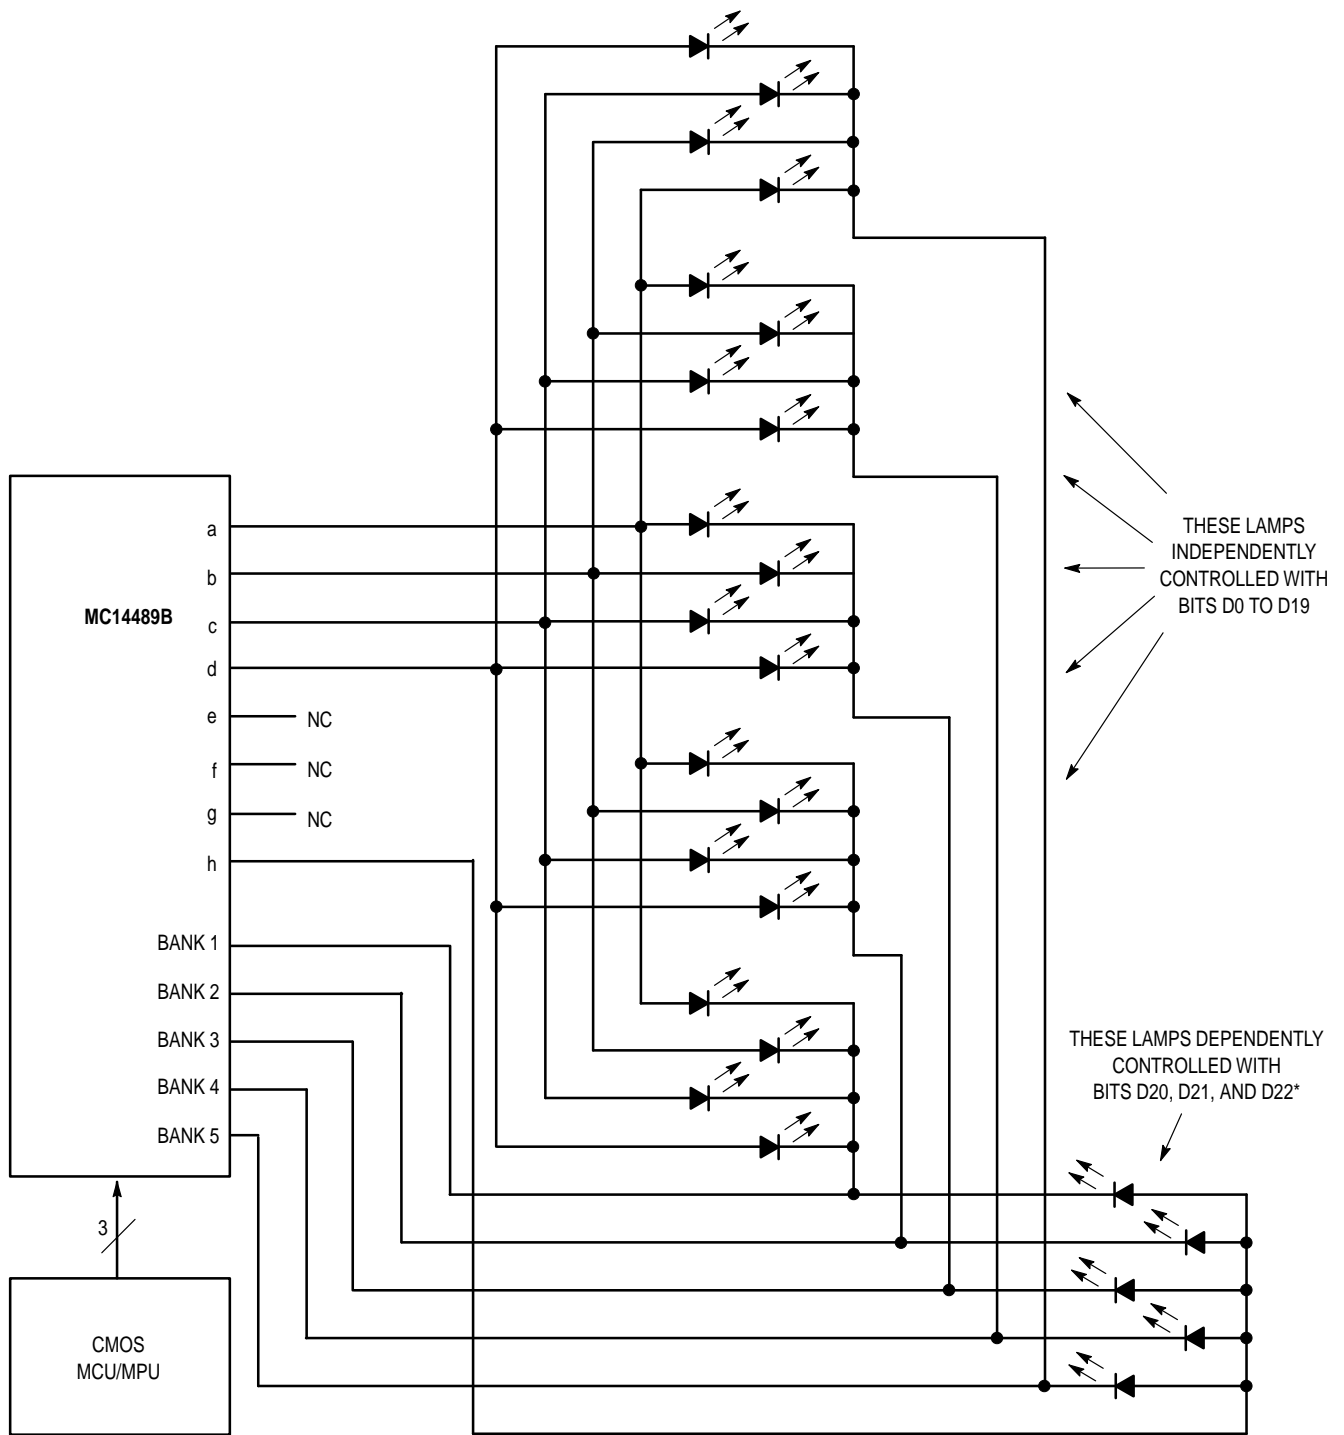 a
b
MC14489B
c
d
e
NC
f
NC
g
NC
h
BANK 1
BANK 2
BANK 3
BANK 4
BANK 5
3
CMOS
MCU/MPU
THESE LAMPS
INDEPENDENTLY
CONTROLLED WITH
BITS D0 TO D19
THESE LAMPS DEPENDENTLY
CONTROLLED WITH
BITS D20, D21, AND D22*